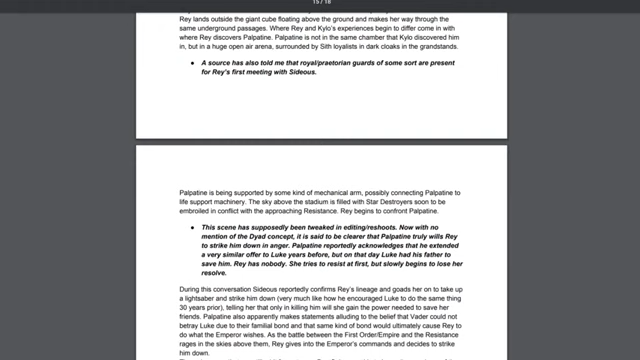 15 / 18
Rey lands outside the giant cube floating above the ground and makes her way through the
same underground passages. Where Rey and Kylo's experiences begin to differ come in with
where Rey discovers Palpatine. Palpatine is not in the same chamber that Kylo discovered him
in, but in a huge open air arena, surrounded by Sith loyalists in dark cloaks in the grandstands.
● A source has also told me that royal/praetorian guards of some sort are present
for Rey's first meeting with Sideous.
Palpatine is being supported by some kind of mechanical arm, possibly connecting Palpatine to
life support machinery. The sky above the stadium is filled with Star Destroyers soon to be
embroiled in conflict with the approaching Resistance. Rey begins to confront Palpatine.
● This scene has supposedly been tweaked in editing/reshoots. Now with no
mention of the Dyad concept, it is said to be clearer that Palpatine truly wills Rey
to strike him down in anger. Palpatine reportedly acknowledges that he extended
a very similar offer to Luke years before, but on that day Luke had his father to
save him. Rey has nobody. She tries to resist at first, but slowly begins to lose her
resolve.
During this conversation Sideous reportedly confirms Rey's lineage and goads her on to take up
a lightsaber and strike him down (very much like how he encouraged Luke to do the same thing
30 years prior), telling her that only in killing him will she gain the power needed to save her
friends. Palpatine also apparently makes statements alluding to the belief that Vader could not
betray Luke due to their familial bond and that same kind of bond would ultimately cause Rey to
do what the Emperor wishes. As the battle between the First Order/Empire and the Resistance
rages in the skies above them, Rey gives into the Emperor's commands and decides to strike
him down.